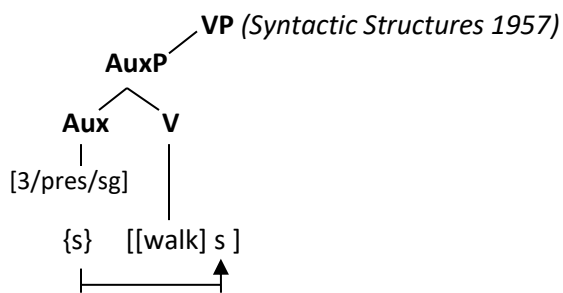 VP (Syntactic Structures 1957)
AuxP
Aux V
[3/pres/sg]
{s} [[walk] s ]